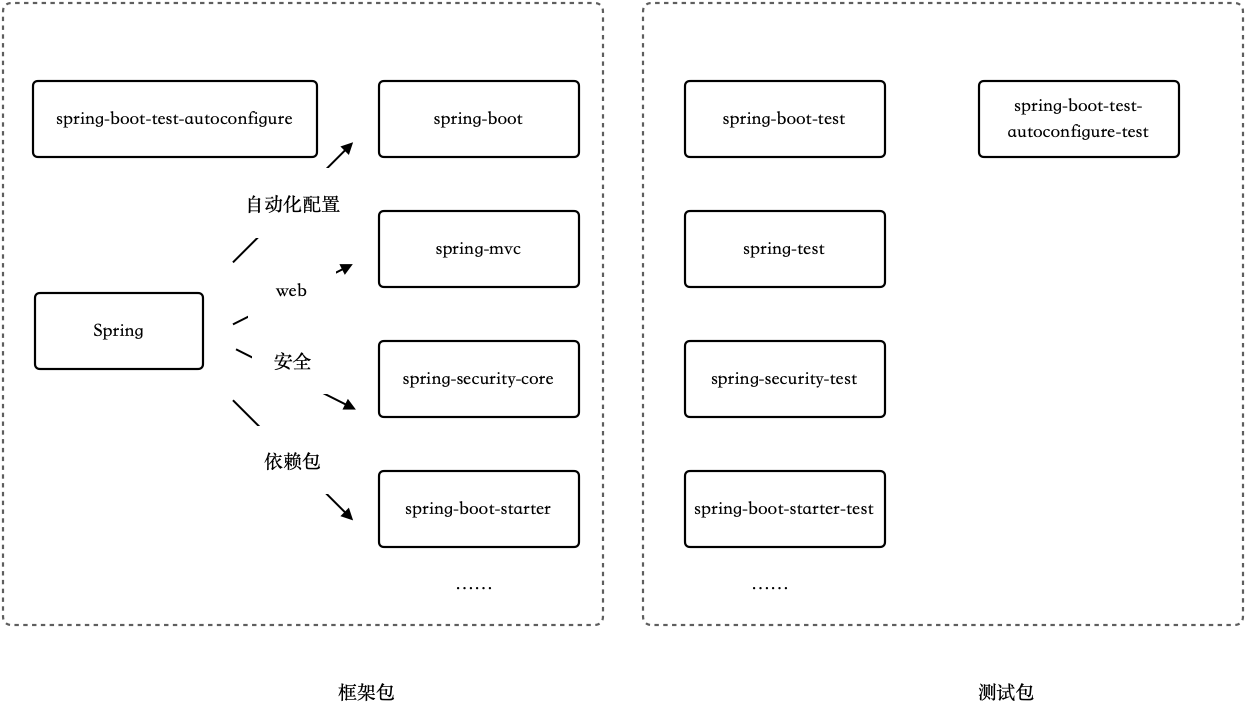 spring-boot-test-autoconfigure
spring-boot
自动化配置
spring-mvc
web
Spring
安全
spring-security-core
依赖包
spring-boot-starter
······
框架包
spring-boot-test
spring-boot-test-
autoconfigure-test
spring-test
spring-security-test
spring-boot-starter-test
······
测试包